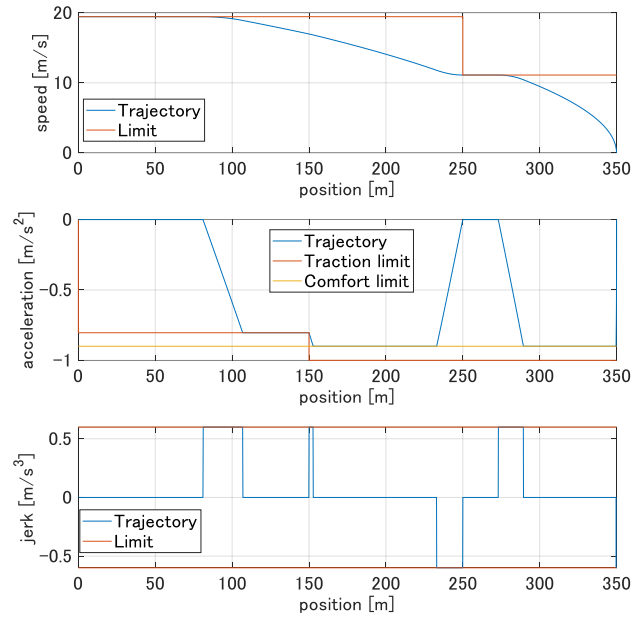 20
10
0
speed [m/s]
Trajectory
Limit
0 50 100 150 200 250 300 350
position [m]
0
-0.5
-1
acceleration [m/s²]
Trajectory
Traction limit
Comfort limit
0 50 100 150 200 250 300 350
position [m]
0.5
0
-0.5
jerk [m/s³]
Trajectory
Limit
0 50 100 150 200 250 300 350
position [m]